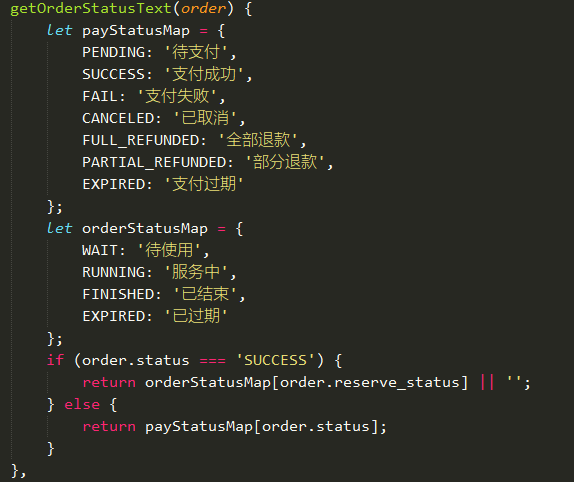 getOrderStatusText(order) {
    let payStatusMap = {
        PENDING: '待支付',
        SUCCESS: '支付成功',
        FAIL: '支付失败',
        CANCELED: '已取消',
        FULL_REFUNDED: '全部退款',
        PARTIAL_REFUNDED: '部分退款',
        EXPIRED: '支付过期'
    };
    let orderStatusMap = {
        WAIT: '待使用',
        RUNNING: '服务中',
        FINISHED: '已结束',
        EXPIRED: '已过期'
    };
    if (order.status === 'SUCCESS') {
        return orderStatusMap[order.reserve_status] || '';
    } else {
        return payStatusMap[order.status];
    }
},